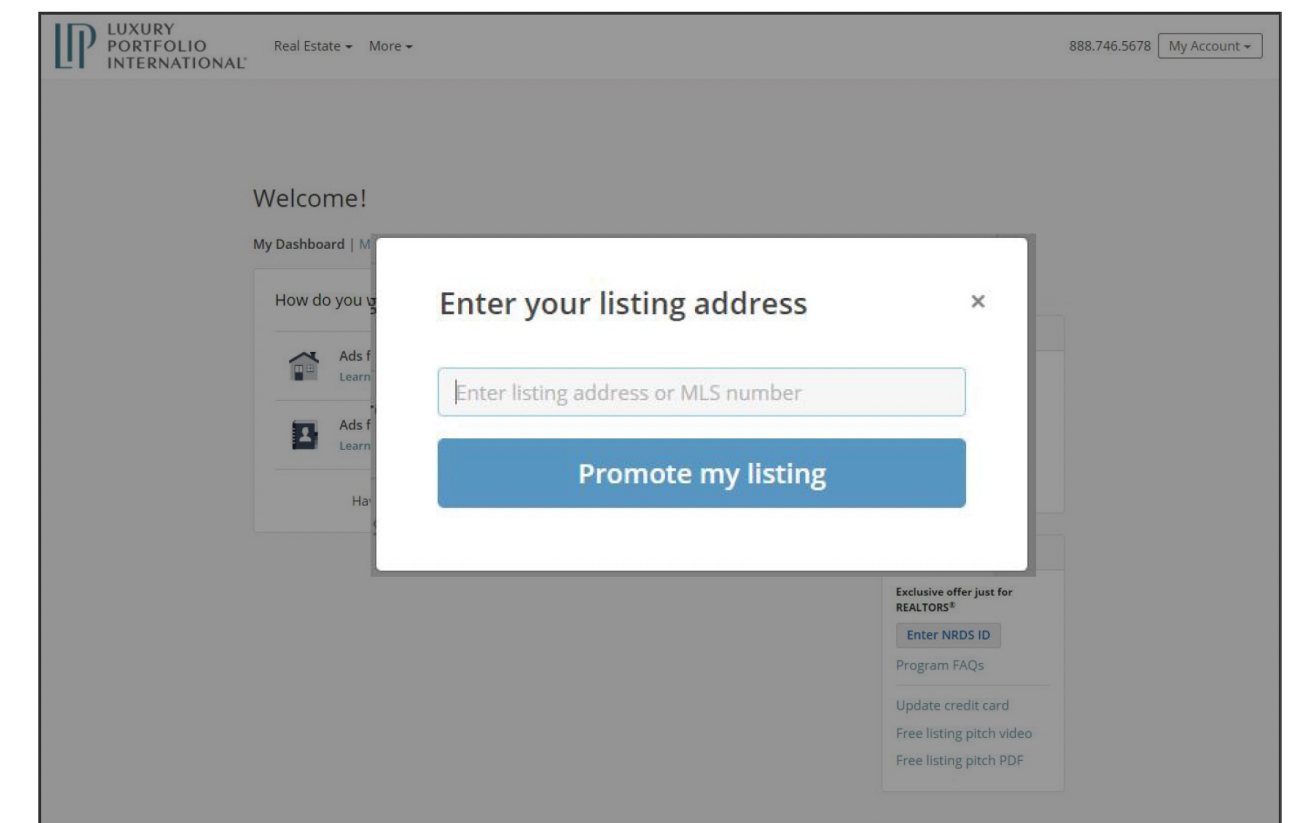 LUXURY
PORTFOLIO
INTERNATIONAL
Real Estate
More
888.746.5678
My Account
Welcome!
My Dashboard | M
How do you
Enter your listing address
×
Ads f
Learn
Enter listing address or MLS number
Ads f
Learn
Promote my listing
Ha
Exclusive offer just for
REALTORS®
Enter NRDS ID
Program FAQs
Update credit card
Free listing pitch video
Free listing pitch PDF